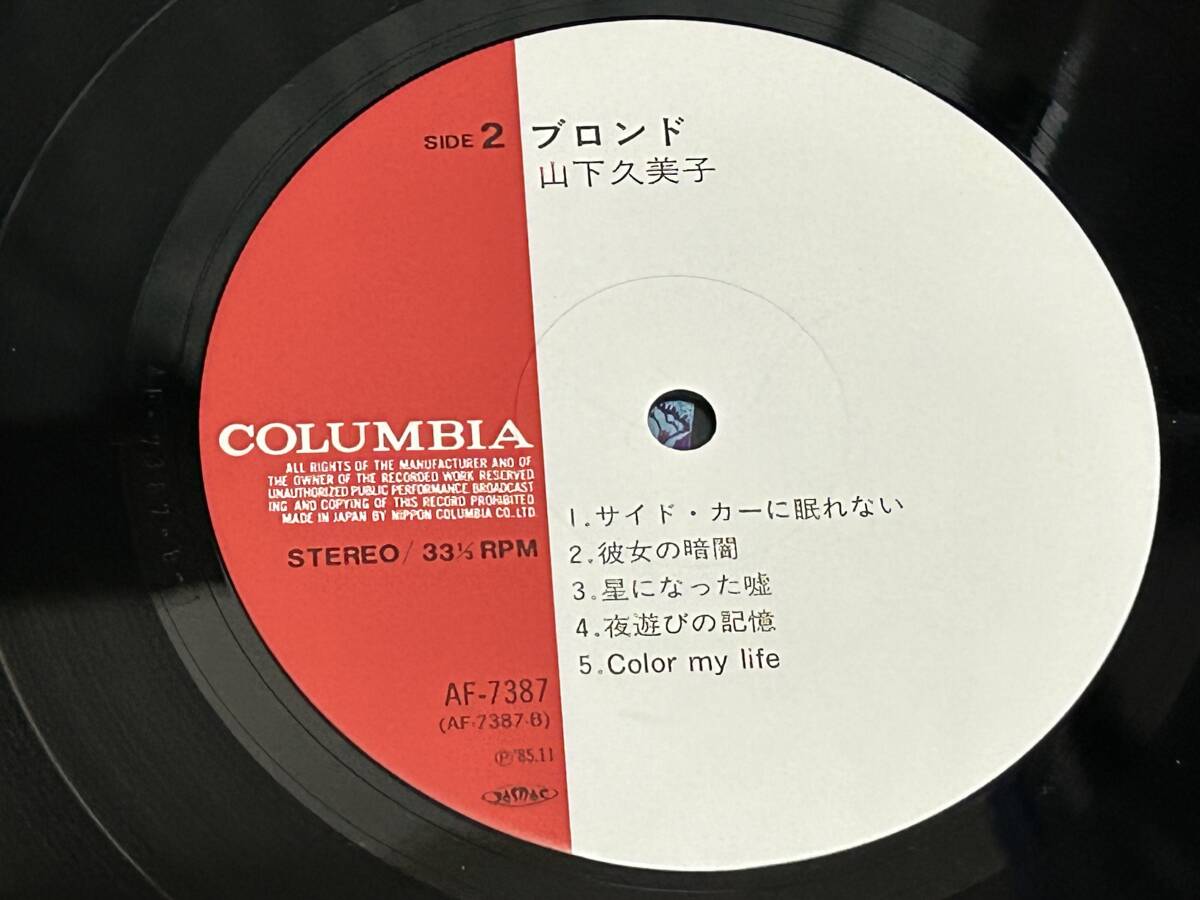 SIDE 2 ブロンド
山下久美子
COLUMBIA
ALL RIGHTS OF THE MANUFACTURER AND OF
THE OWNER OF THE RECORDED WORK RESERVED
UNAUTHORIZED PUBLIC PERFORMANCE BROADCAST
ING AND COPYING OF THIS RECORD PROHIBITED
MADE IN JAPAN BY NIPPON COLUMBIA CO.,LTD.
STEREO/33⅓RPM
1.サイド・カーに眠れない
2.彼女の暗闇
3.星になった嘘
4.夜遊びの記憶
5.Color my life
AF-7387
(AF-7387-B)
Ⓟ'85.11
JASRAC